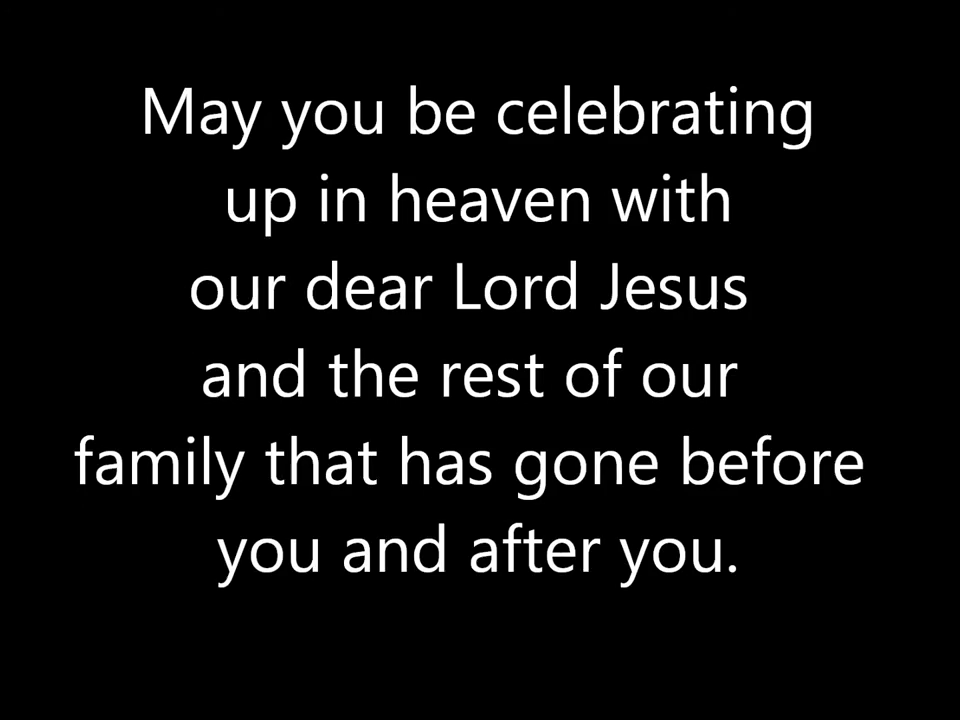 May you be celebrating
up in heaven with
our dear Lord Jesus
and the rest of our
family that has gone before
you and after you.